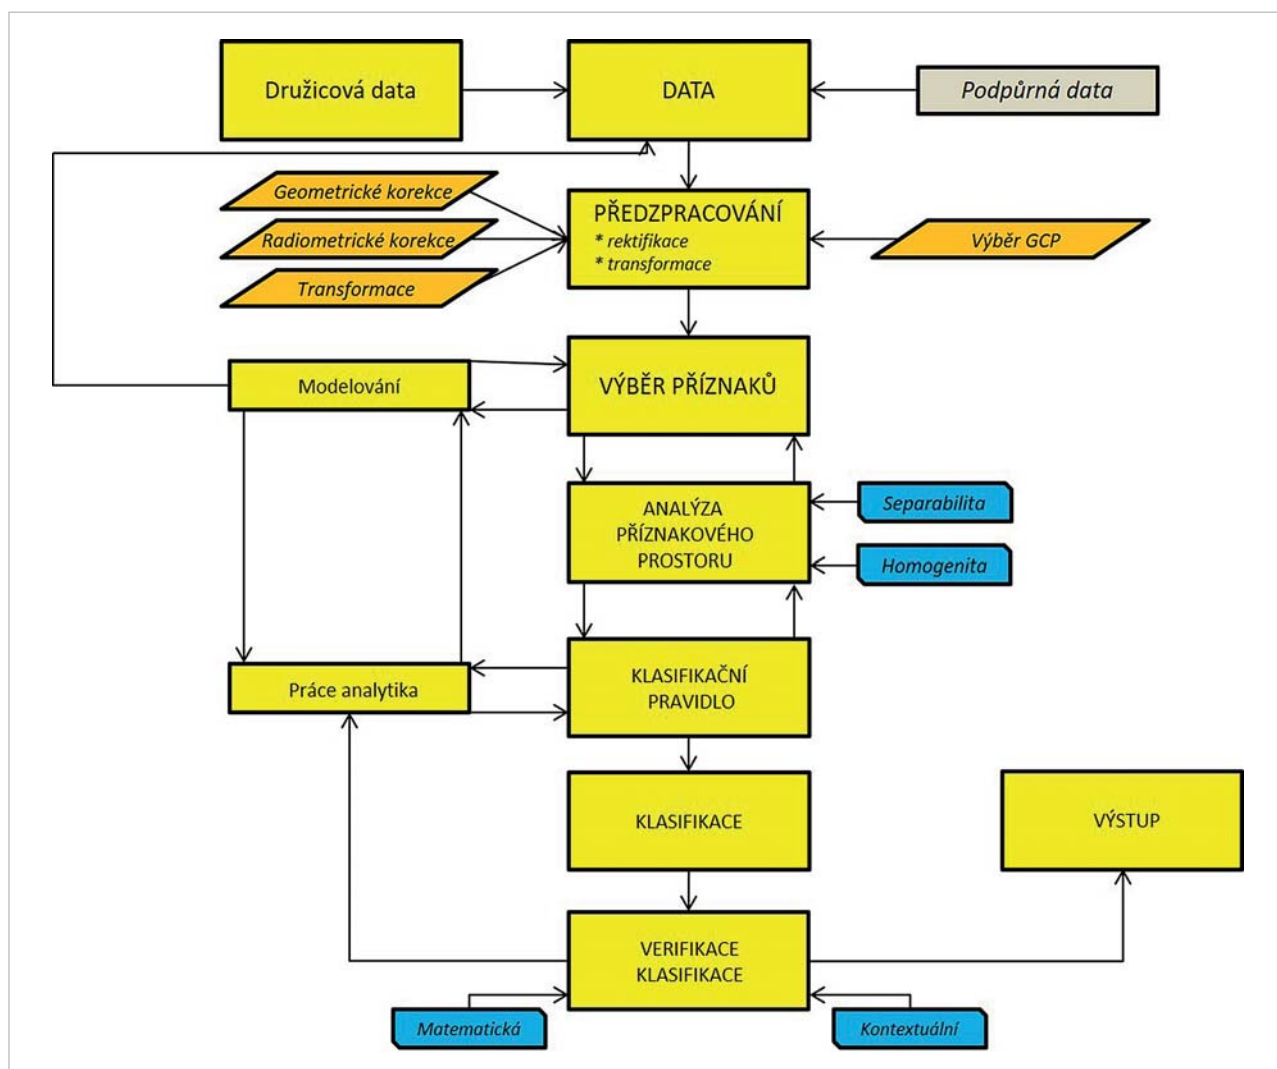 Družicová data
DATA
Podpůrná data
Geometrické korekce
Radiometrické korekce
Transformace
PŘEDZPRACOVÁNÍ
* rektifikace
* transformace
Výběr GCP
Modelování
VÝBĚR PŘÍZNAKŮ
ANALÝZA
PŘÍZNAKOVÉHO
PROSTORU
Separabilita
Homogenita
Práce analytika
KLASIFIKAČNÍ
PRAVIDLO
KLASIFIKACE
VÝSTUP
VERIFIKACE
KLASIFIKACE
Matematická
Kontextuální